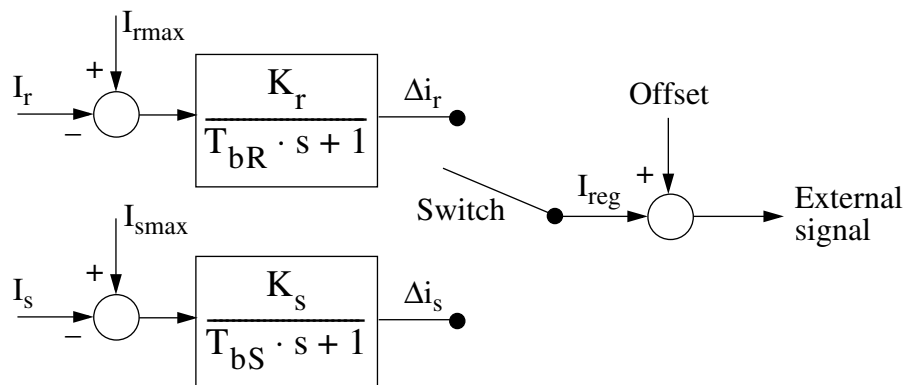 I_rmax
+
I_r
−
K_r
T_bR · s + 1
Δi_r
Offset
+
Switch
I_reg
External
signal
I_smax
+
I_s
−
K_s
T_bS · s + 1
Δi_s